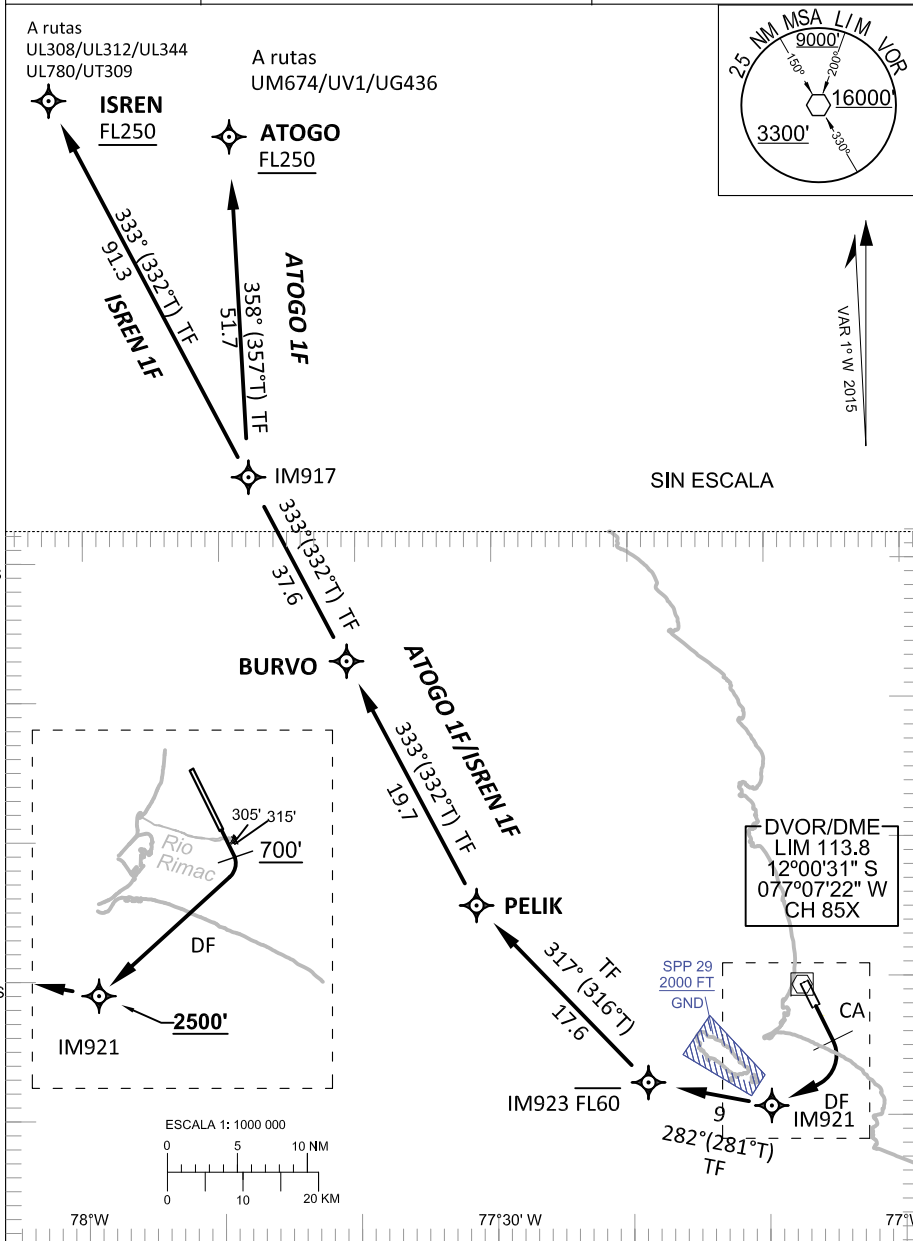 A rutas
UL308/UL312/UL344
UL780/UT309
ISREN
FL250
A rutas
UM674/UV1/UG436
ATOGO
FL250
25 NM MSA LIM VOR
9000'
150°
200°
16000'
3300'
330°
333° (332°T) TF
91.3
ISREN 1F
358° (357°T) TF
51.7
ATOGO 1F
VAR 1° W 2015
IM917
SIN ESCALA
333°(332°T) TF
37.6
BURVO
ATOGO 1F/ISREN 1F
333°(332°T) TF
19.7
305' 315'
700'
Rio
Rimac
DF
2500'
IM921
DVOR/DME
LIM 113.8
12°00'31" S
077°07'22" W
CH 85X
PELIK
TF
317° (316°T)
17.6
SPP 29
2000 FT
GND
CA
DF
IM921
IM923 FL60
9
282°(281°T)
TF
ESCALA 1: 1000 000
0 5 10 NM
0 10 20 KM
78°W
77°30' W